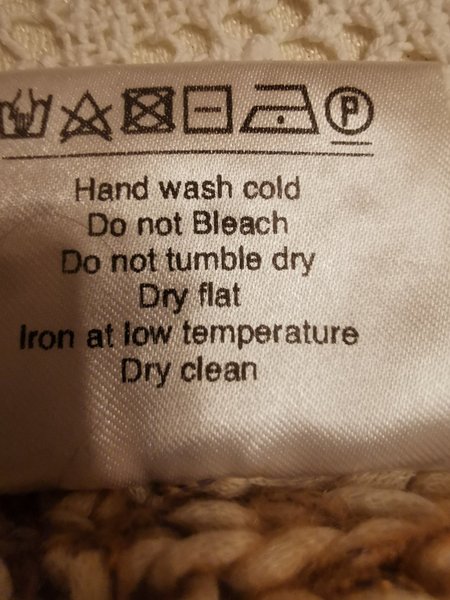 P
Hand wash cold
Do not Bleach
Do not tumble dry
Dry flat
Iron at low temperature
Dry clean